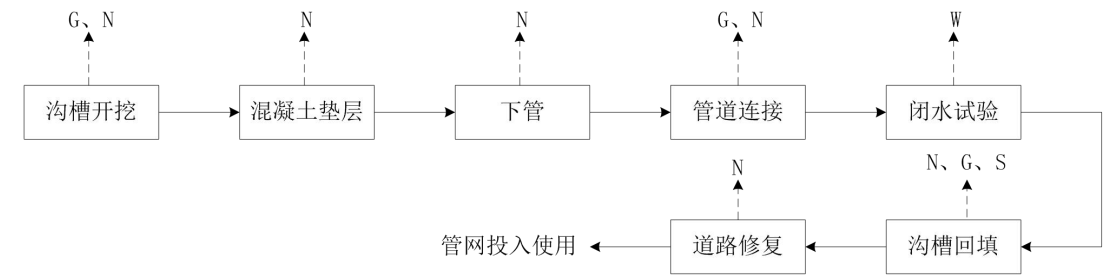 G、N
N
N
G、N
W
沟槽开挖
混凝土垫层
下管
管道连接
闭水试验
N
N、G、S
管网投入使用
道路修复
沟槽回填